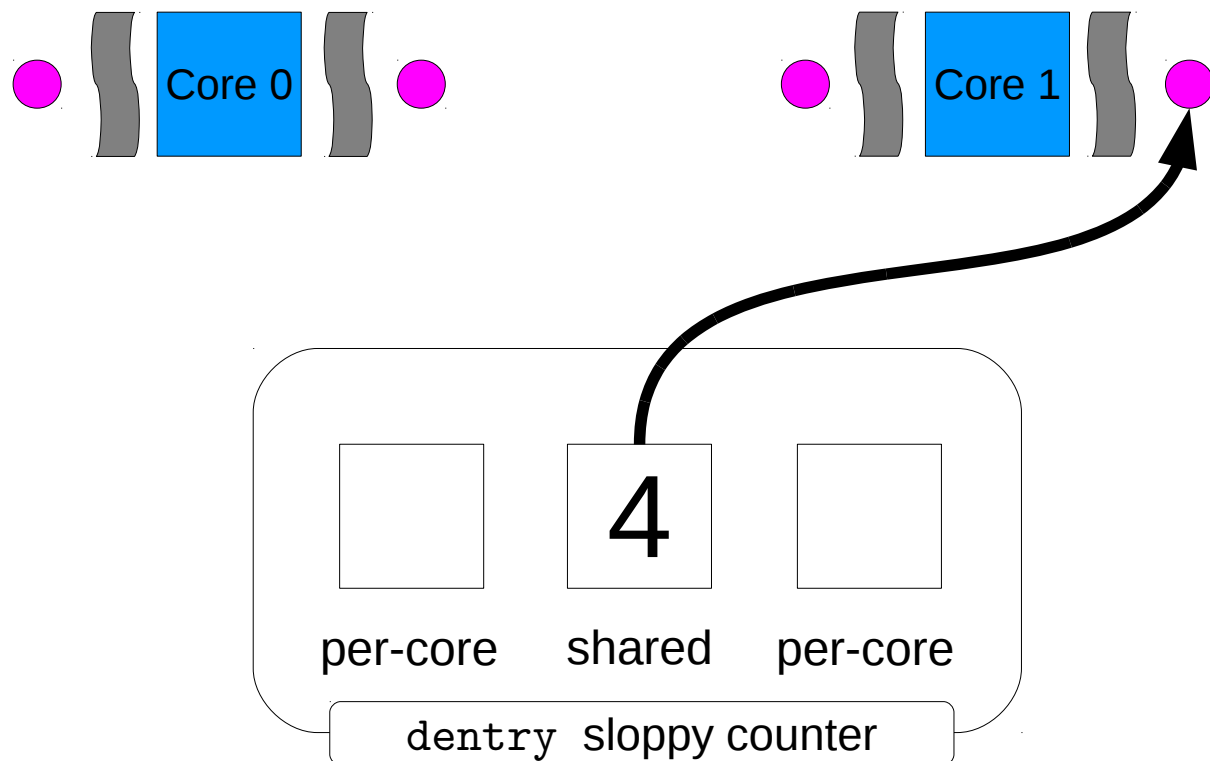 Core 0
Core 1
4
per-core shared per-core
dentry sloppy counter